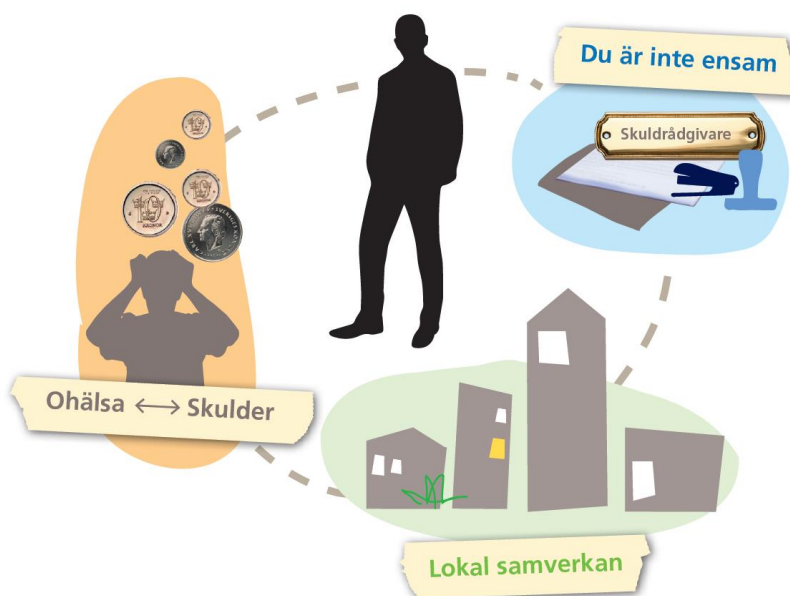 Du är inte ensam
Skuldrådgivare
Ohälsa ⟷ Skulder
Lokal samverkan